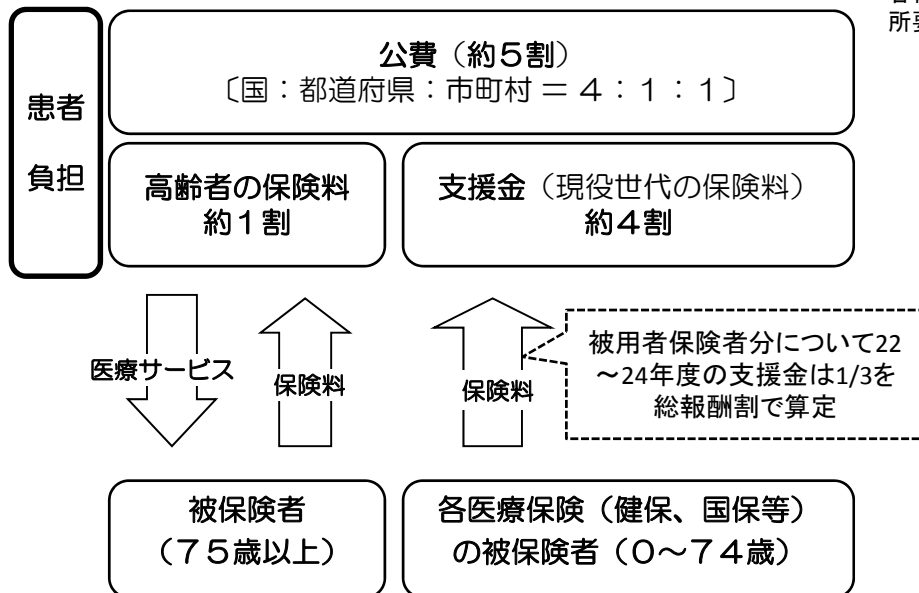 所要
患者
負担
公費（約５割）
〔国：都道府県：市町村 ＝ ４：１：１〕
高齢者の保険料
約１割
支援金（現役世代の保険料）
約４割
医療サービス
保険料
保険料
被用者保険者分について22
～24年度の支援金は1/3を
総報酬割で算定
被保険者
（７５歳以上）
各医療保険（健保、国保等）
の被保険者（０～７４歳）